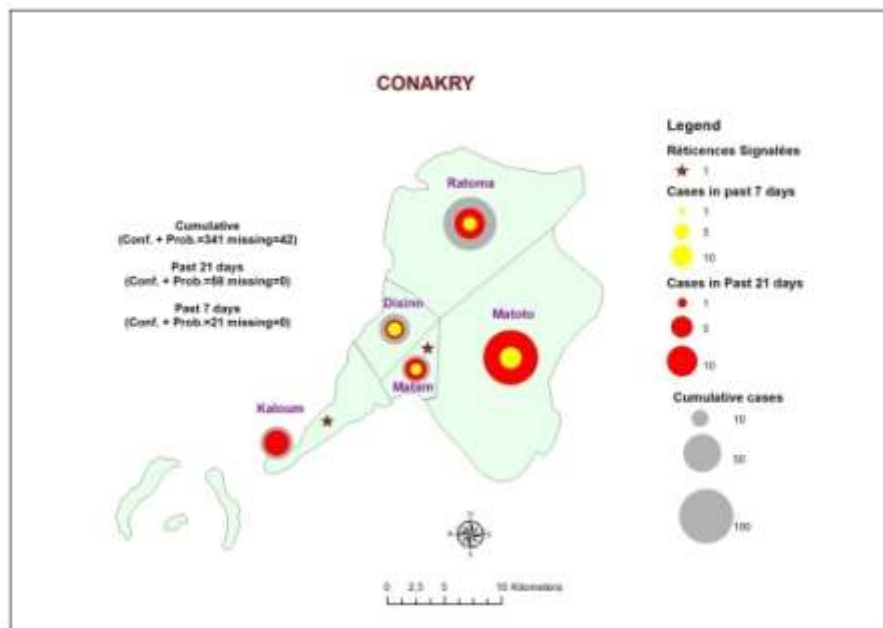 CONAKRY
Cumulative
(Conf. + Prob.=341 missing=42)
Past 21 days
(Conf. + Prob.=56 missing=0)
Past 7 days
(Conf. + Prob.=21 missing=0)
Ratoma
Disinn
Matoto
Matam
Kaloum
Legend
Réticences Signalées
1
Cases in past 7 days
1
5
10
Cases in Past 21 days
1
5
10
Cumulative cases
10
50
100
0 2,5 5 10 Kilometers